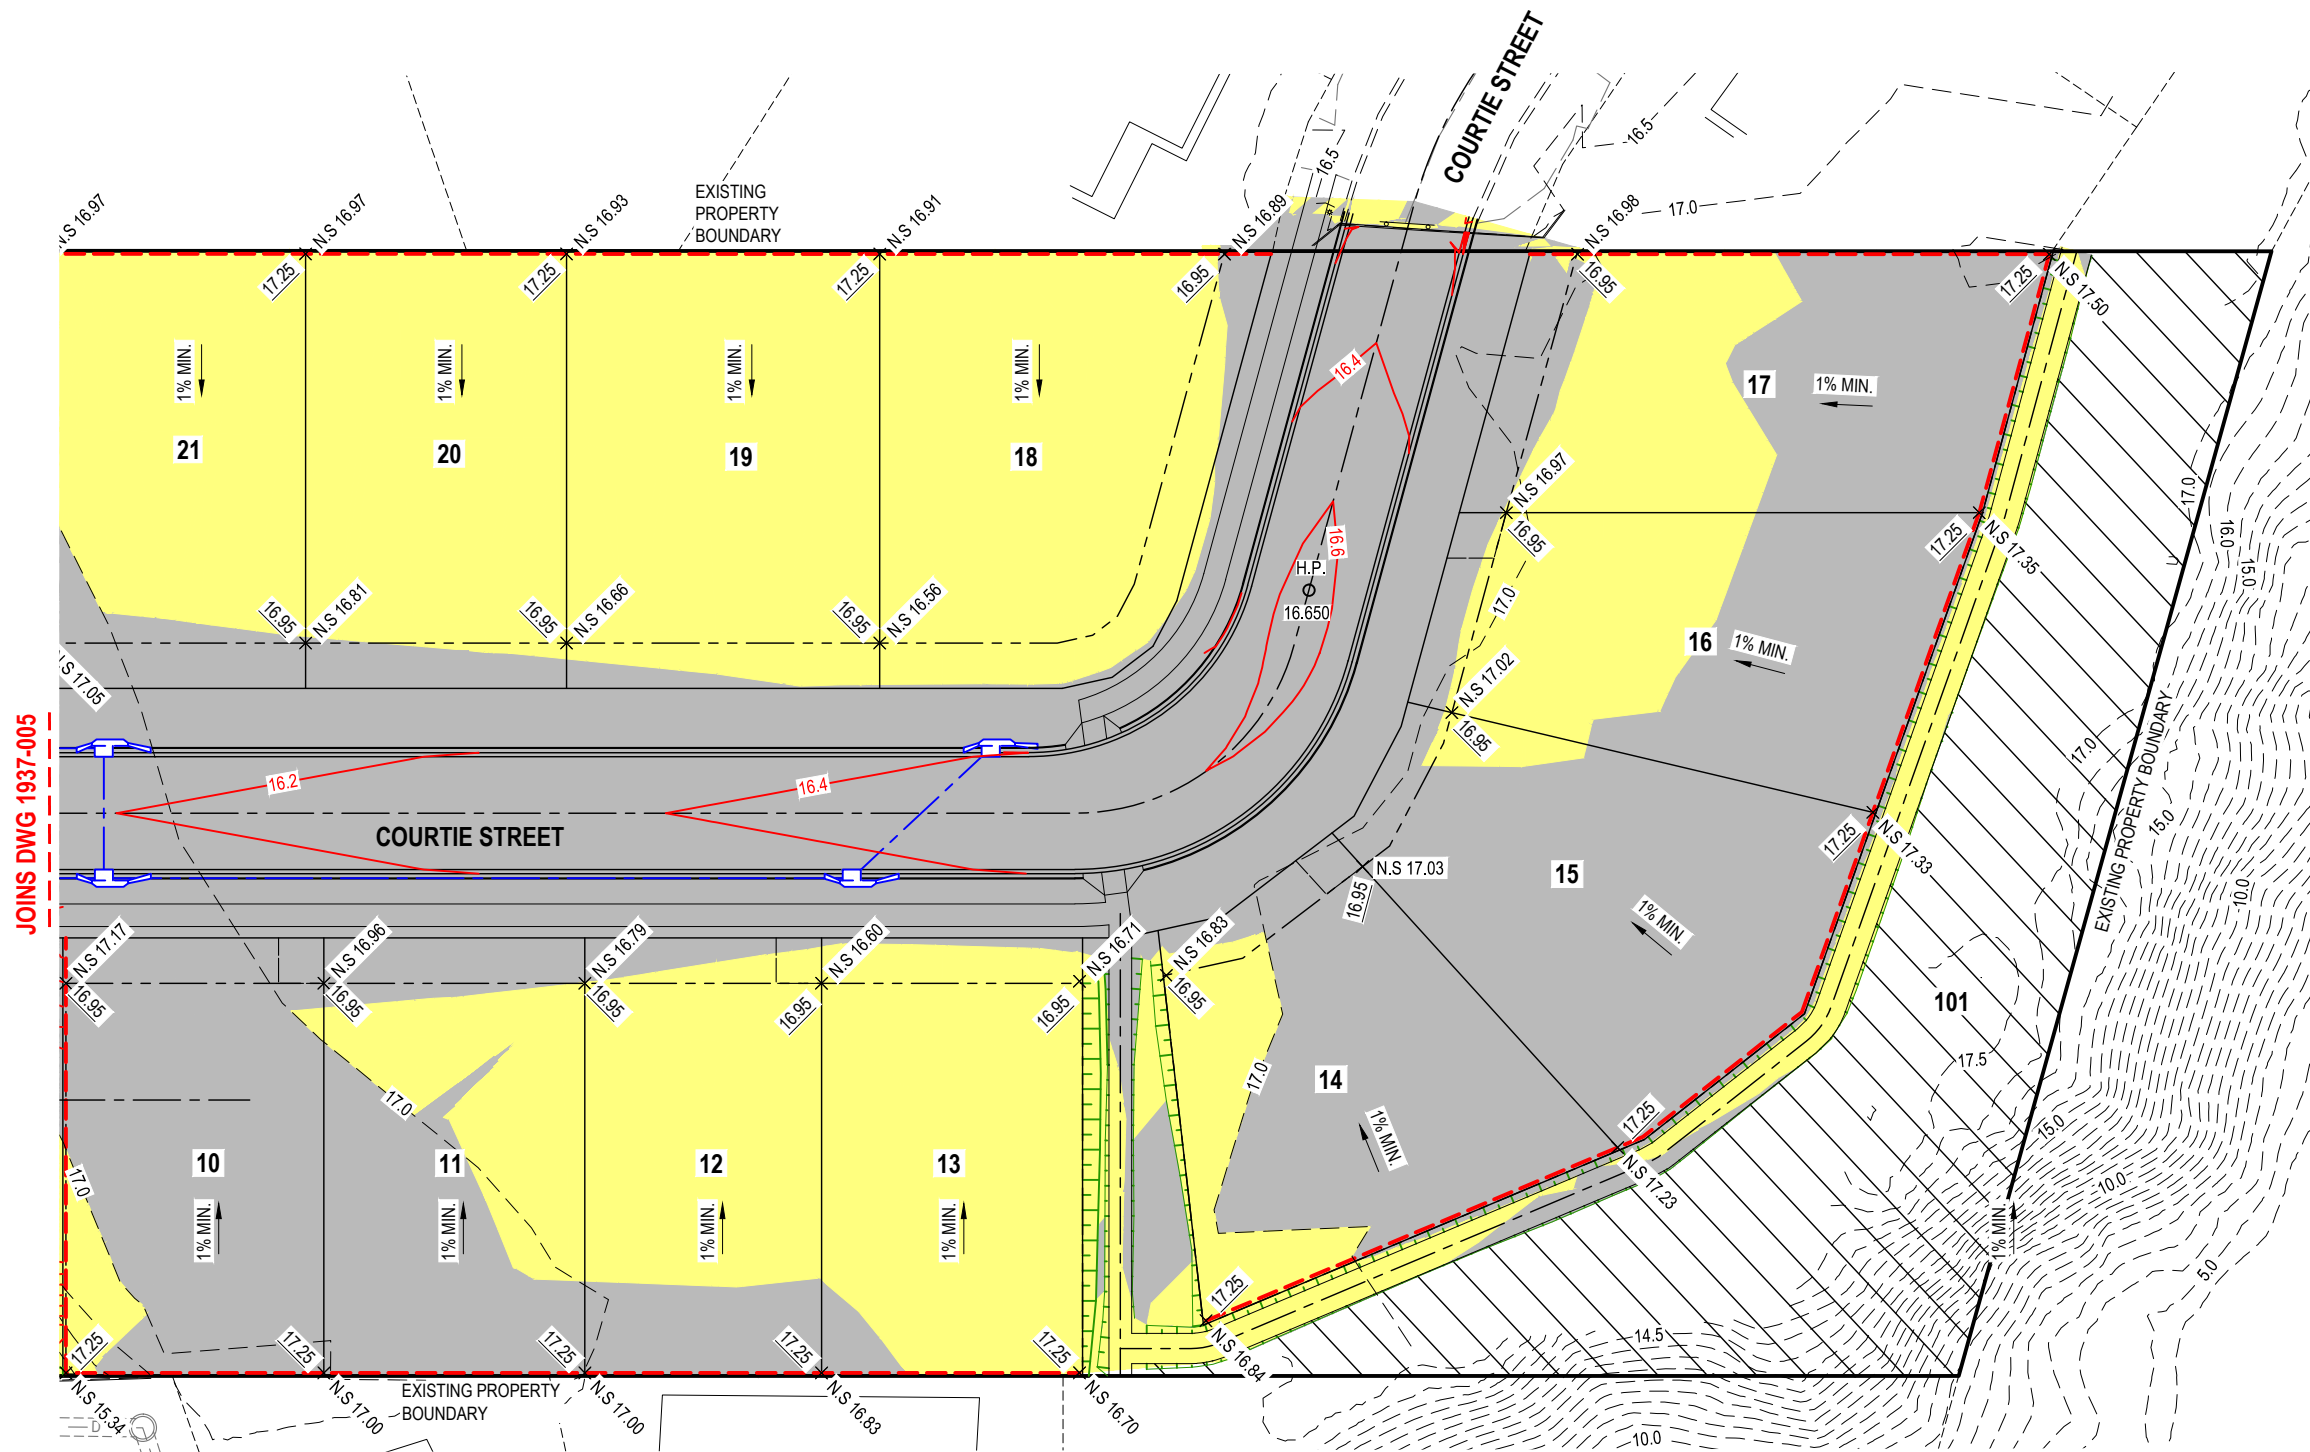 COURTIE STREET
16.5
16.5
17.0
EXISTING
PROPERTY
BOUNDARY
N.S 16.97
N.S 16.97
N.S 16.93
N.S 16.91
N.S 16.89
N.S 16.98
17.25
17.25
17.25
16.95
16.95
17.25
N.S 17.50
1% MIN.
1% MIN.
1% MIN.
1% MIN.
1% MIN.
16.4
17
21
20
19
18
N.S 16.97
16.95
17.25
N.S 17.35
17.0
16.0
15.0
16.6
H.P.
16.650
17.0
16.95
N.S 16.81
16.95
N.S 16.66
16.95
N.S 16.56
16
1% MIN.
N.S 17.02
16.95
.S 17.05
JOINS DWG 1937-005
16.2
16.4
COURTIE STREET
17.25
N.S 17.33
17.0
15.0
10.0
EXISTING PROPERTY BOUNDARY
15
1% MIN.
N.S 17.03
16.95
N.S 17.17
16.95
N.S 16.96
16.95
N.S 16.79
16.95
N.S 16.60
16.95
N.S 16.71
16.95
N.S 16.83
16.95
101
17.5
17.0
17.0
14
1% MIN.
17.25
N.S 17.23
15.0
10.0
10
11
12
13
17.0
1% MIN.
1% MIN.
1% MIN.
1% MIN.
1% MIN.
5.0
17.25
17.25
17.25
17.25
17.25
17.25
N.S 16.84
14.5
N.S 15.34
N.S 17.00
N.S 17.00
N.S 16.83
N.S 16.70
EXISTING PROPERTY
BOUNDARY
D
10.0